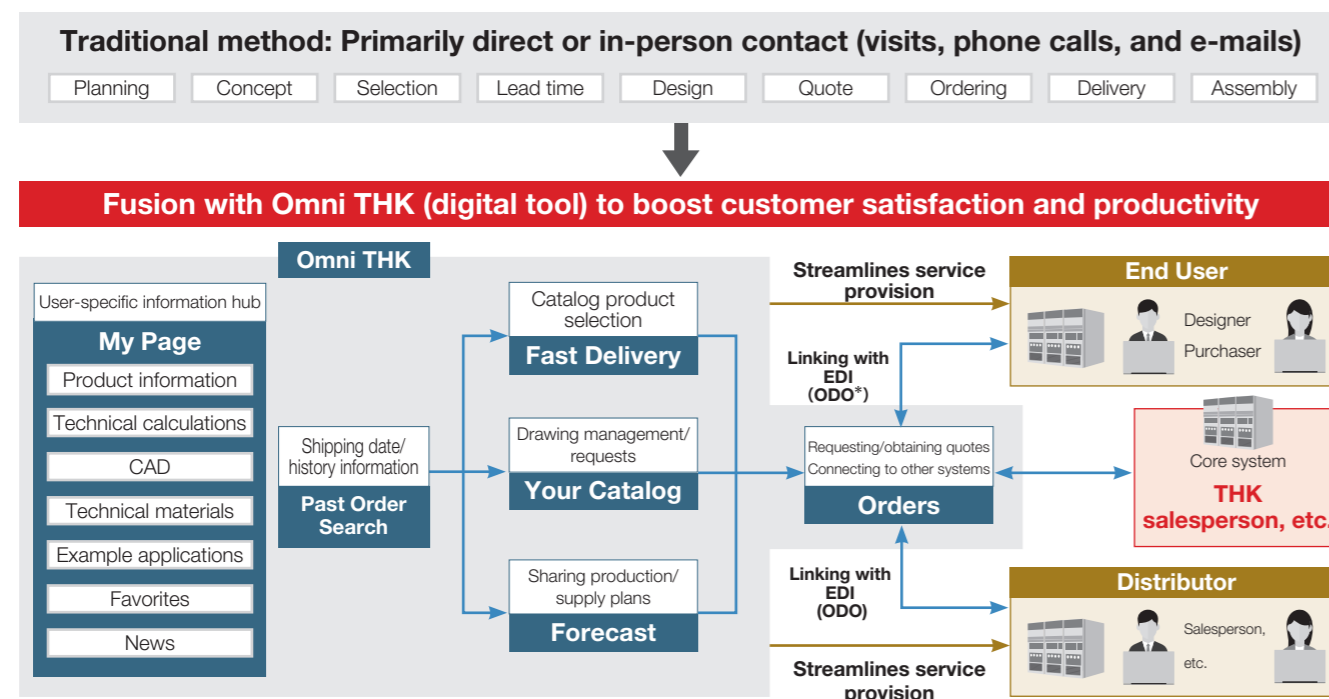 Traditional method: Primarily direct or in-person contact (visits, phone calls, and e-mails)
Planning
Concept
Selection
Lead time
Design
Quote
Ordering
Delivery
Assembly
Fusion with Omni THK (digital tool) to boost customer satisfaction and productivity
Omni THK
User-specific information hub
My Page
Product information
Technical calculations
CAD
Technical materials
Example applications
Favorites
News
Shipping date/
history information
Past Order
Search
Catalog product
selection
Fast Delivery
Drawing management/
requests
Your Catalog
Sharing production/
supply plans
Forecast
Streamlines service
provision
Linking with
EDI
(ODO*)
Requesting/obtaining quotes
Connecting to other systems
Orders
Linking with
EDI
(ODO)
Streamlines service
provision
End User
Designer
Purchaser
Core system
THK
salesperson, etc.
Distributor
Salesperson,
etc.